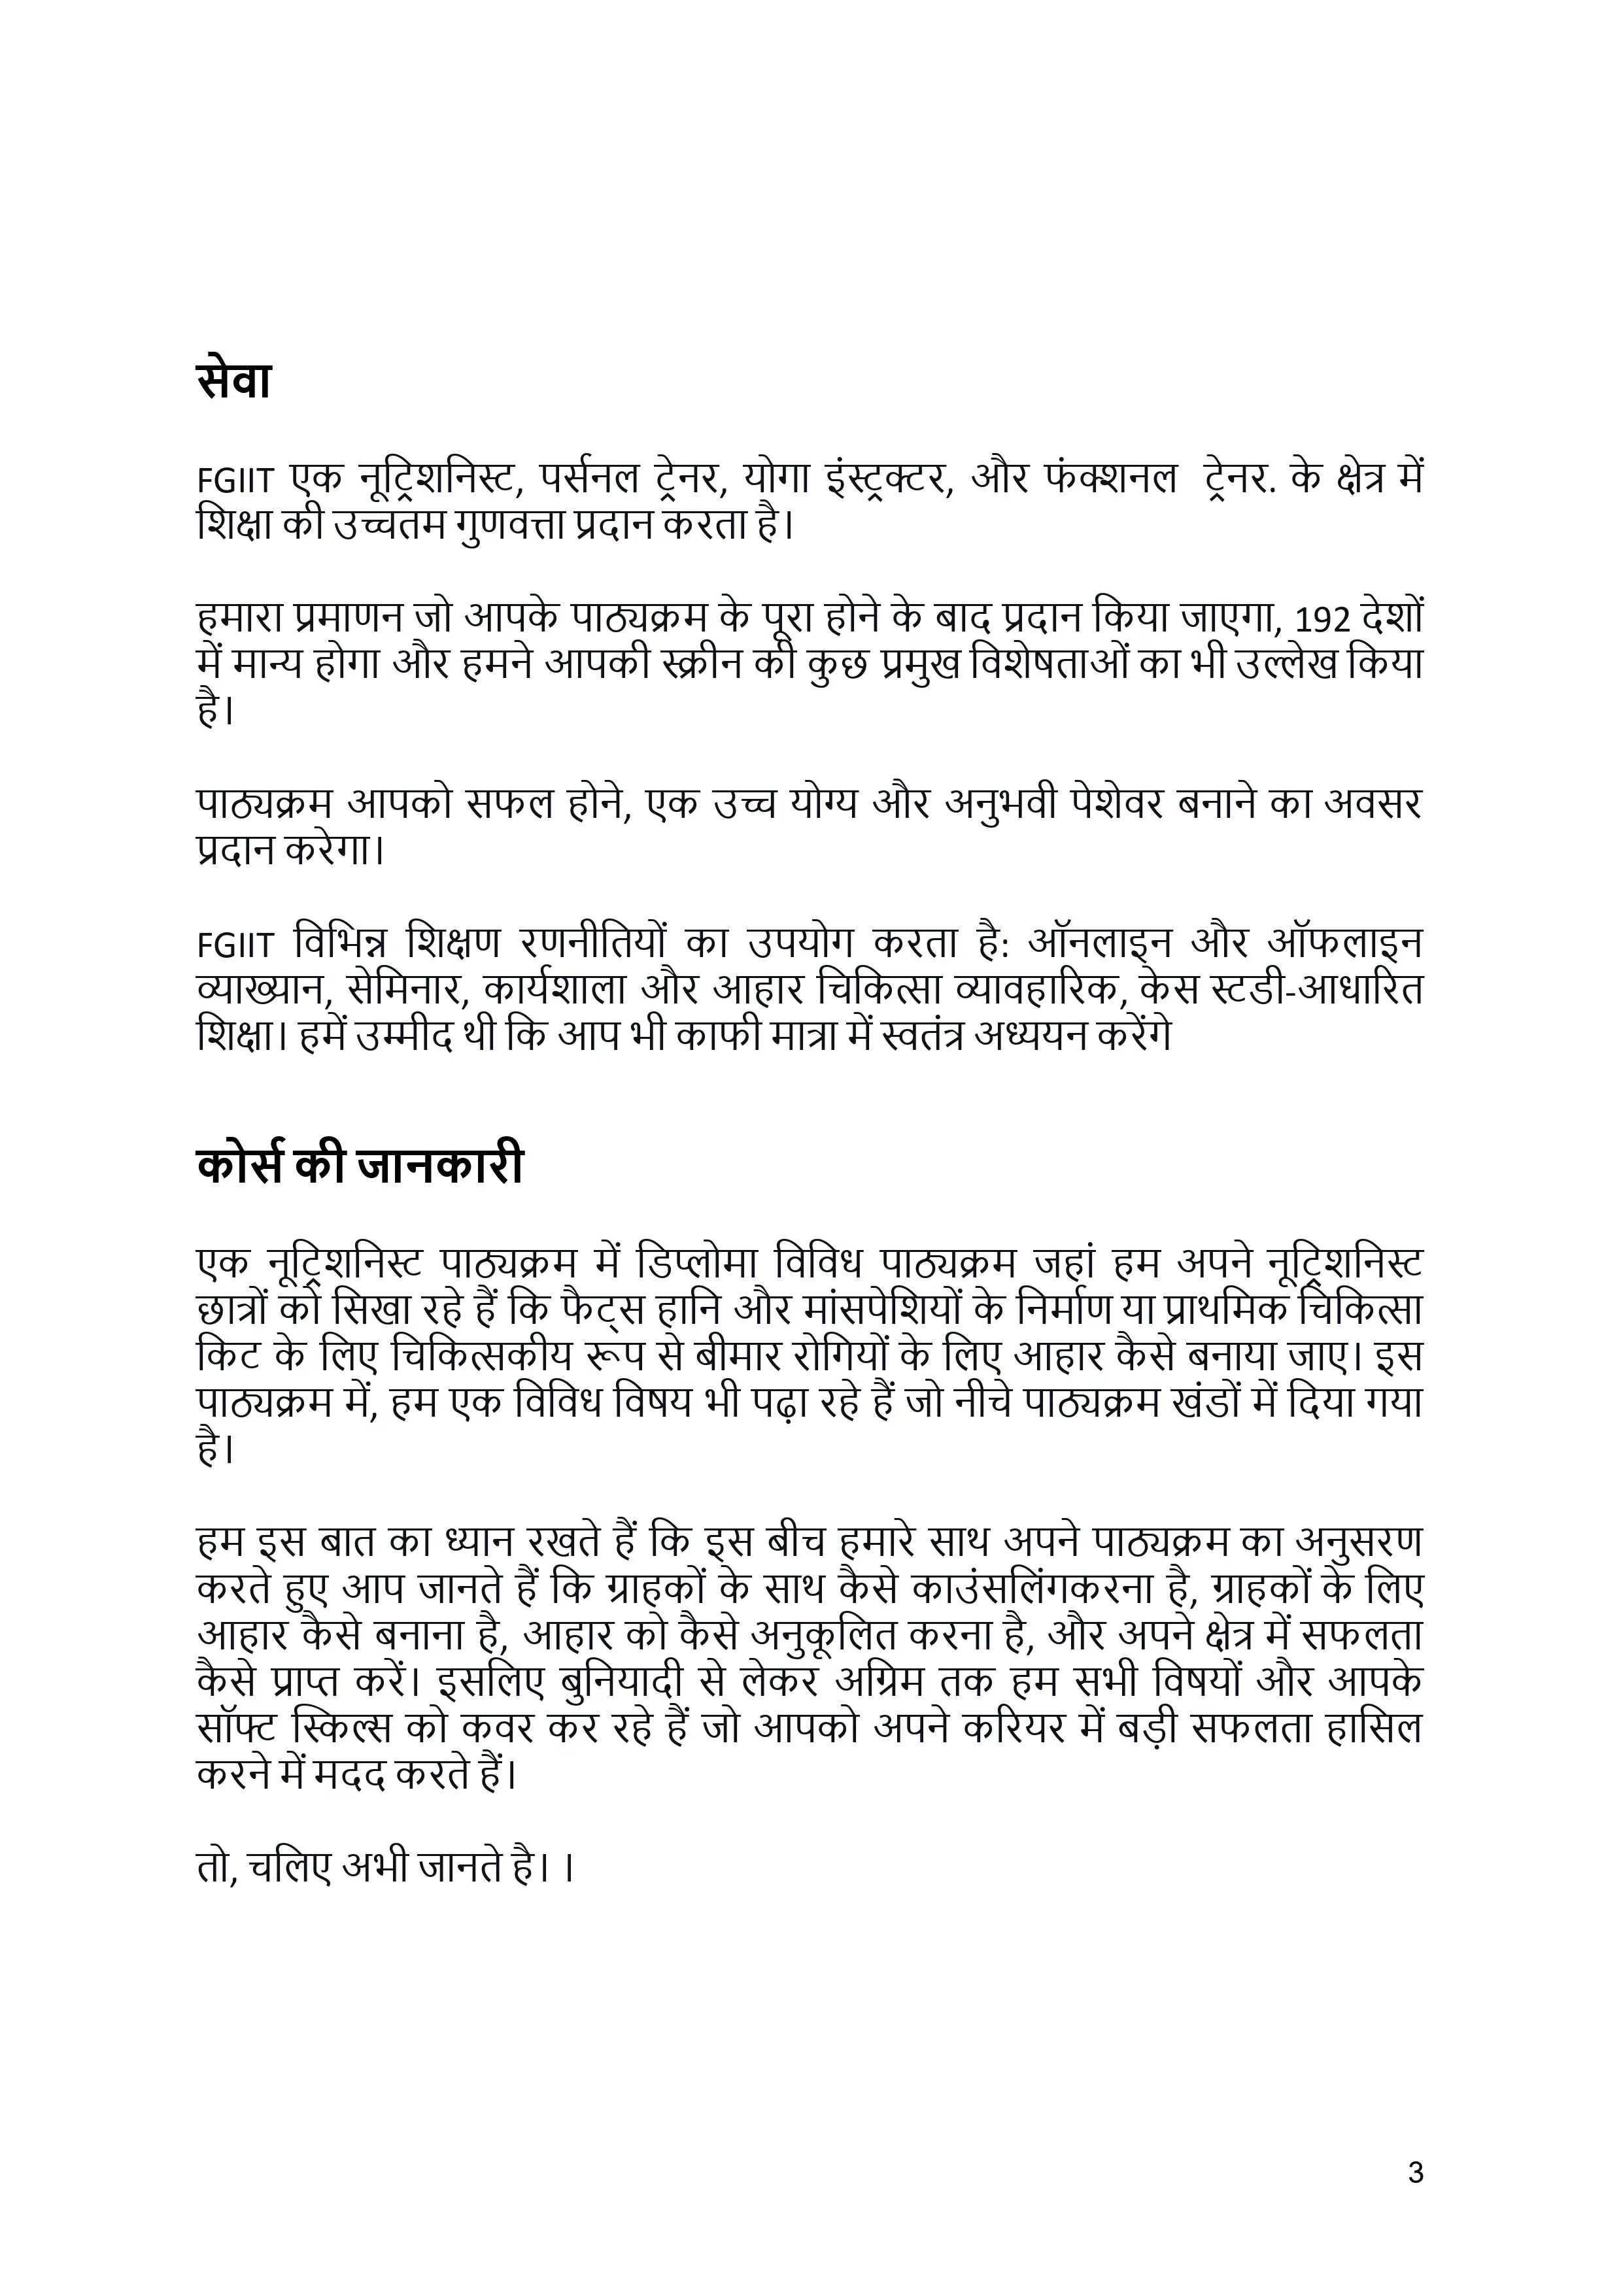 सेवा
FGIIT एक नूट्रिशनिस्ट, पर्सनल ट्रेनर, योगा इंस्ट्रक्टर, और फंक्शनल ट्रेनर. के क्षेत्र में
शिक्षा की उच्चतम गुणवत्ता प्रदान करता है।
हमारा प्रमाणन जो आपके पाठ्यक्रम के पूरा होने के बाद प्रदान किया जाएगा, 192 देशों
में मान्य होगा और हमने आपकी स्क्रीन की कुछ प्रमुख विशेषताओं का भी उल्लेख किया
है।
पाठ्यक्रम आपको सफल होने, एक उच्च योग्य और अनुभवी पेशेवर बनाने का अवसर
प्रदान करेगा।
FGIIT विभिन्न शिक्षण रणनीतियों का उपयोग करता है: ऑनलाइन और ऑफलाइन
व्याख्यान, सेमिनार, कार्यशाला और आहार चिकित्सा व्यावहारिक, केस स्टडी-आधारित
शिक्षा। हमें उम्मीद थी कि आप भी काफी मात्रा में स्वतंत्र अध्ययन करेंगे
कोर्स की जानकारी
एक नूट्रिशनिस्ट पाठ्यक्रम में डिप्लोमा विविध पाठ्यक्रम जहां हम अपने नूट्रिशनिस्ट
छात्रों को सिखा रहे हैं कि फैट्स हानि और मांसपेशियों के निर्माण या प्राथमिक चिकित्सा
किट के लिए चिकित्सकीय रूप से बीमार रोगियों के लिए आहार कैसे बनाया जाए। इस
पाठ्यक्रम में, हम एक विविध विषय भी पढ़ा रहे हैं जो नीचे पाठ्यक्रम खंडों में दिया गया
है।
हम इस बात का ध्यान रखते हैं कि इस बीच हमारे साथ अपने पाठ्यक्रम का अनुसरण
करते हुए आप जानते हैं कि ग्राहकों के साथ कैसे काउंसलिंगकरना है, ग्राहकों के लिए
आहार कैसे बनाना है, आहार को कैसे अनुकूलित करना है, और अपने क्षेत्र में सफलता
कैसे प्राप्त करें। इसलिए बुनियादी से लेकर अग्रिम तक हम सभी विषयों और आपके
सॉफ्ट स्किल्स को कवर कर रहे हैं जो आपको अपने करियर में बड़ी सफलता हासिल
करने में मदद करते हैं।
तो, चलिए अभी जानते है। ।
3